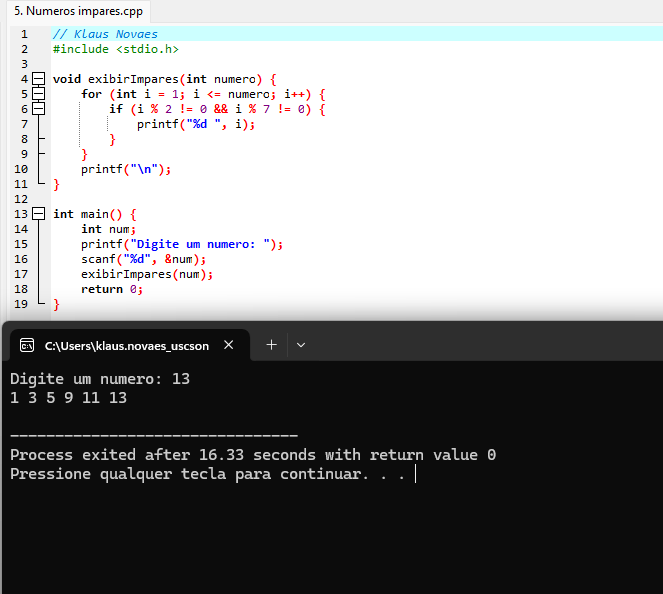 5. Numeros impares.cpp
1 // Klaus Novaes
2 #include <stdio.h>
3
4 void exibirImpares(int numero) {
5     for (int i = 1; i <= numero; i++) {
6         if (i % 2 != 0 && i % 7 != 0) {
7             printf("%d ", i);
8         }
9     }
10     printf("\n");
11 }
12
13 int main() {
14     int num;
15     printf("Digite um numero: ");
16     scanf("%d", &num);
17     exibirImpares(num);
18     return 0;
19 }
C:\Users\klaus.novaes_uscson
Digite um numero: 13
1 3 5 9 11 13
--------------------------------
Process exited after 16.33 seconds with return value 0
Pressione qualquer tecla para continuar. . .